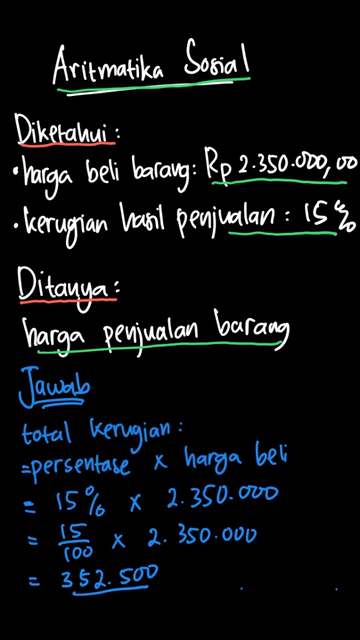 Aritmatika Sosial
Diketahui :
• harga beli barang : Rp 2.350.000,00
• kerugian hasil penjualan : 15%
Ditanya :
harga penjualan barang
Jawab
total kerugian :
= persentase x harga beli
= 15% x 2.350.000
= 15/100 x 2.350.000
= 352.500